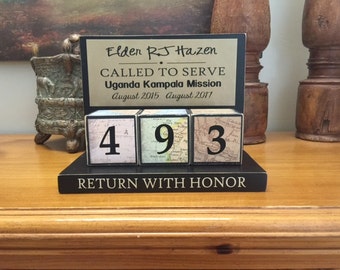 Elder RJ Hazen
CALLED TO SERVE
Uganda Kampala Mission
August 2015 August 2017
4 9 3
RETURN WITH HONOR